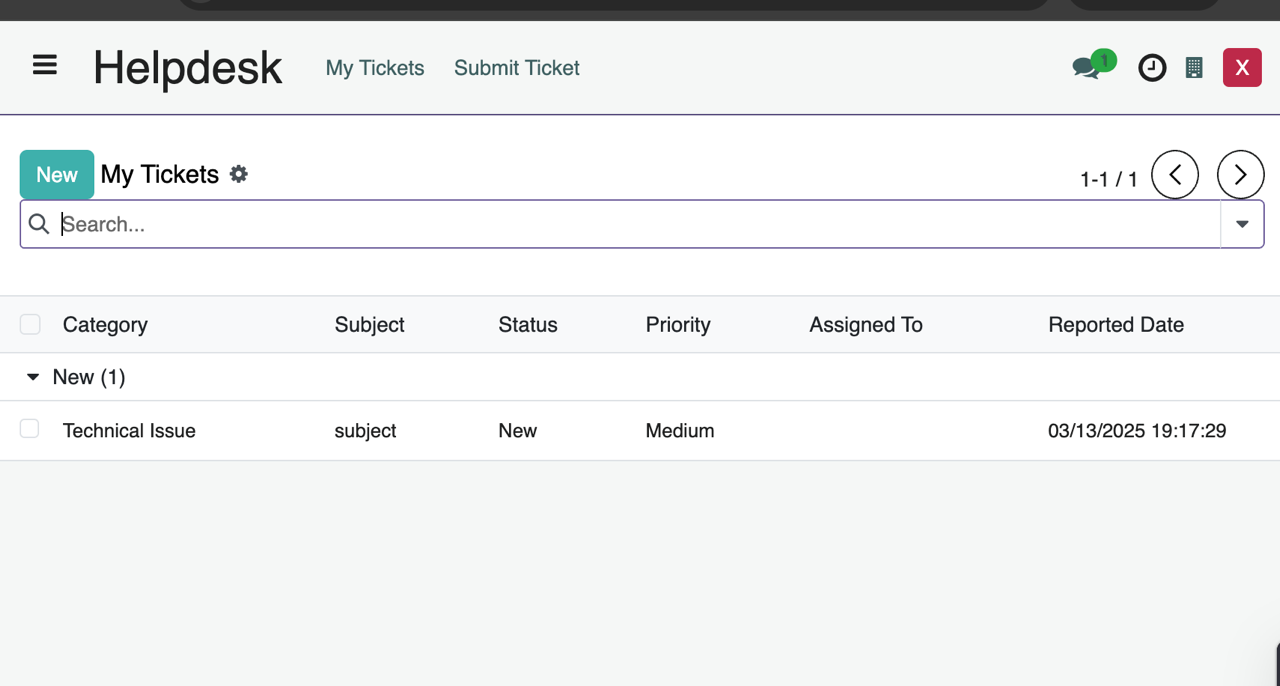 Helpdesk My Tickets Submit Ticket 1 X
New My Tickets 1-1 / 1
Search...
Category Subject Status Priority Assigned To Reported Date
New (1)
Technical Issue subject New Medium 03/13/2025 19:17:29